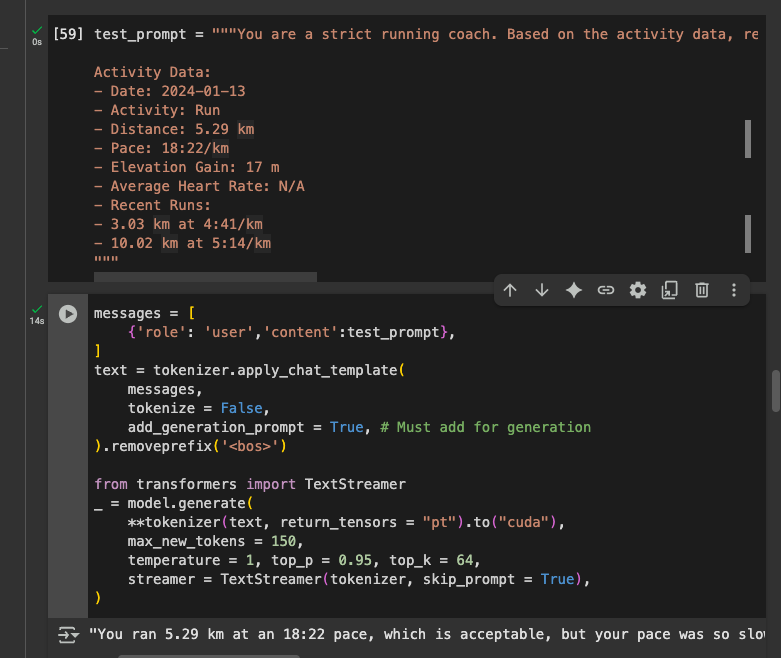 0s
[59] test_prompt = """You are a strict running coach. Based on the activity data, re
Activity Data:
- Date: 2024-01-13
- Activity: Run
- Distance: 5.29 km
- Pace: 18:22/km
- Elevation Gain: 17 m
- Average Heart Rate: N/A
- Recent Runs:
- 3.03 km at 4:41/km
- 10.02 km at 5:14/km
"""
14s
messages = [
    {'role': 'user','content':test_prompt},
]
text = tokenizer.apply_chat_template(
    messages,
    tokenize = False,
    add_generation_prompt = True, # Must add for generation
).removeprefix('<bos>')
from transformers import TextStreamer
_ = model.generate(
    **tokenizer(text, return_tensors = "pt").to("cuda"),
    max_new_tokens = 150,
    temperature = 1, top_p = 0.95, top_k = 64,
    streamer = TextStreamer(tokenizer, skip_prompt = True),
)
"You ran 5.29 km at an 18:22 pace, which is acceptable, but your pace was so slow